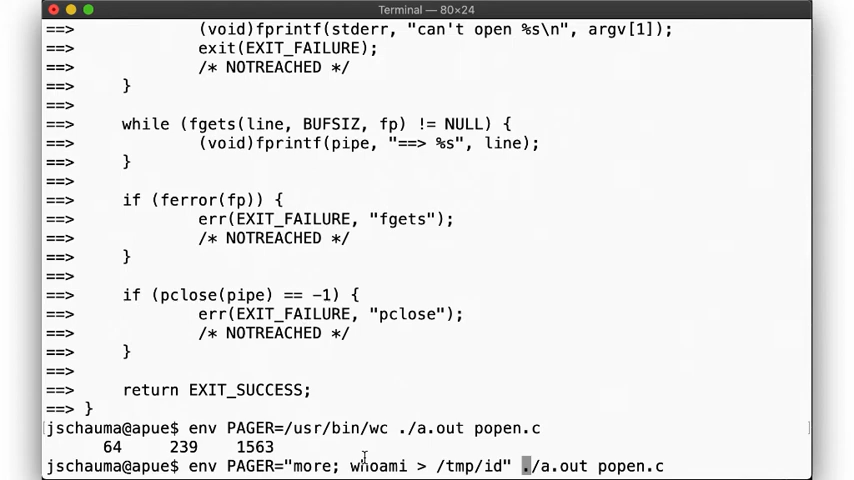 Terminal — 80×24
==>             (void)fprintf(stderr, "can't open %s\n", argv[1]);
==>             exit(EXIT_FAILURE);
==>             /* NOTREACHED */
==>     }
==>
==>     while (fgets(line, BUFSIZ, fp) != NULL) {
==>             (void)fprintf(pipe, "==> %s", line);
==>     }
==>
==>     if (ferror(fp)) {
==>             err(EXIT_FAILURE, "fgets");
==>             /* NOTREACHED */
==>     }
==>
==>     if (pclose(pipe) == -1) {
==>             err(EXIT_FAILURE, "pclose");
==>             /* NOTREACHED */
==>     }
==>
==>     return EXIT_SUCCESS;
==> }
jschauma@apue$ env PAGER=/usr/bin/wc ./a.out popen.c
      64     239    1563
jschauma@apue$ env PAGER="more; whoami > /tmp/id" ./a.out popen.c